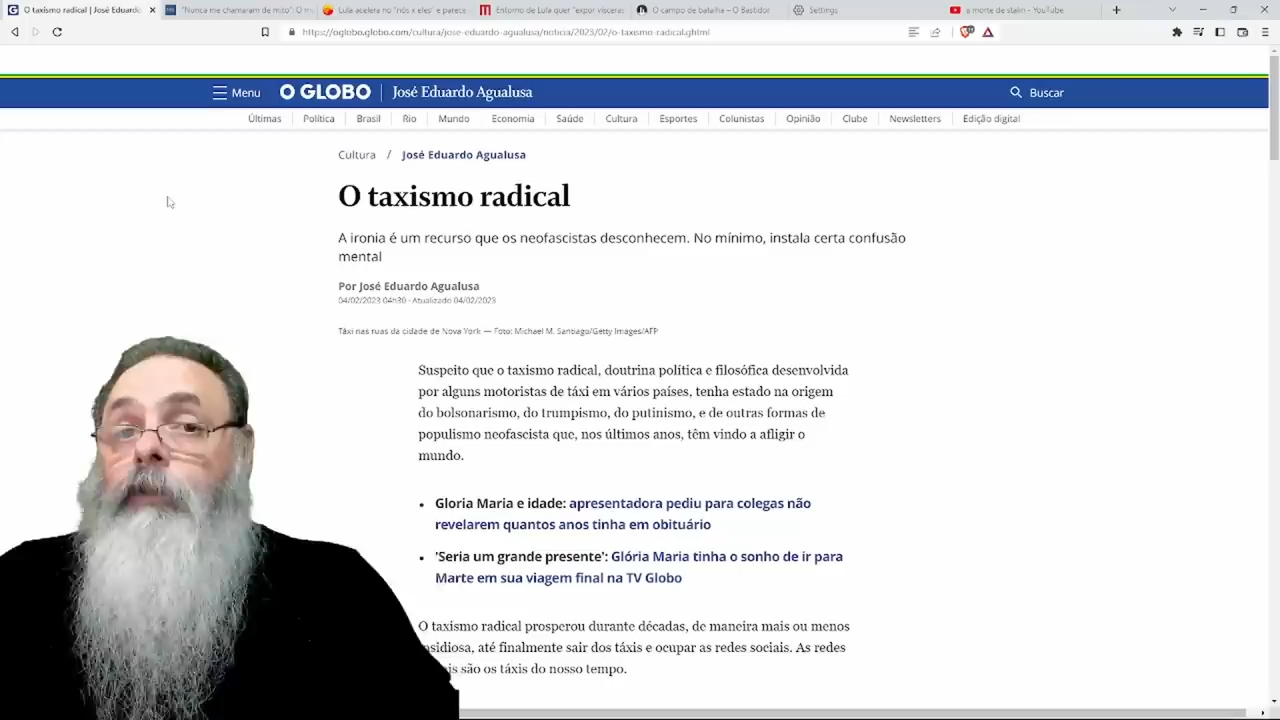 O taxismo radical | José Eduardo
"Nunca me chamaram de mito": O m
Lula acelera no "nós x eles" e parece
Entorno de Lula quer "expor vísceras
O campo de batalha – O Bastidor
Settings
a morte de stalin - YouTube
https://oglobo.globo.com/cultura/jose-eduardo-agualusa/noticia/2023/02/o-taxismo-radical.ghtml
Menu O GLOBO José Eduardo Agualusa Buscar
Últimas Política Brasil Rio Mundo Economia Saúde Cultura Esportes Colunistas Opinião Clube Newsletters Edição digital
Cultura / José Eduardo Agualusa
O taxismo radical
A ironia é um recurso que os neofascistas desconhecem. No mínimo, instala certa confusão
mental
Por José Eduardo Agualusa
04/02/2023 04h30 · Atualizado 04/02/2023
Táxi nas ruas da cidade de Nova York — Foto: Michael M. Santiago/Getty Images/AFP
Suspeito que o taxismo radical, doutrina política e filosófica desenvolvida
por alguns motoristas de táxi em vários países, tenha estado na origem
do bolsonarismo, do trumpismo, do putinismo, e de outras formas de
populismo neofascista que, nos últimos anos, têm vindo a afligir o
mundo.
• Gloria Maria e idade: apresentadora pediu para colegas não
revelarem quantos anos tinha em obituário
• 'Seria um grande presente': Glória Maria tinha o sonho de ir para
Marte em sua viagem final na TV Globo
O taxismo radical prosperou durante décadas, de maneira mais ou menos
nsidiosa, até finalmente sair dos táxis e ocupar as redes sociais. As redes
is são os táxis do nosso tempo.